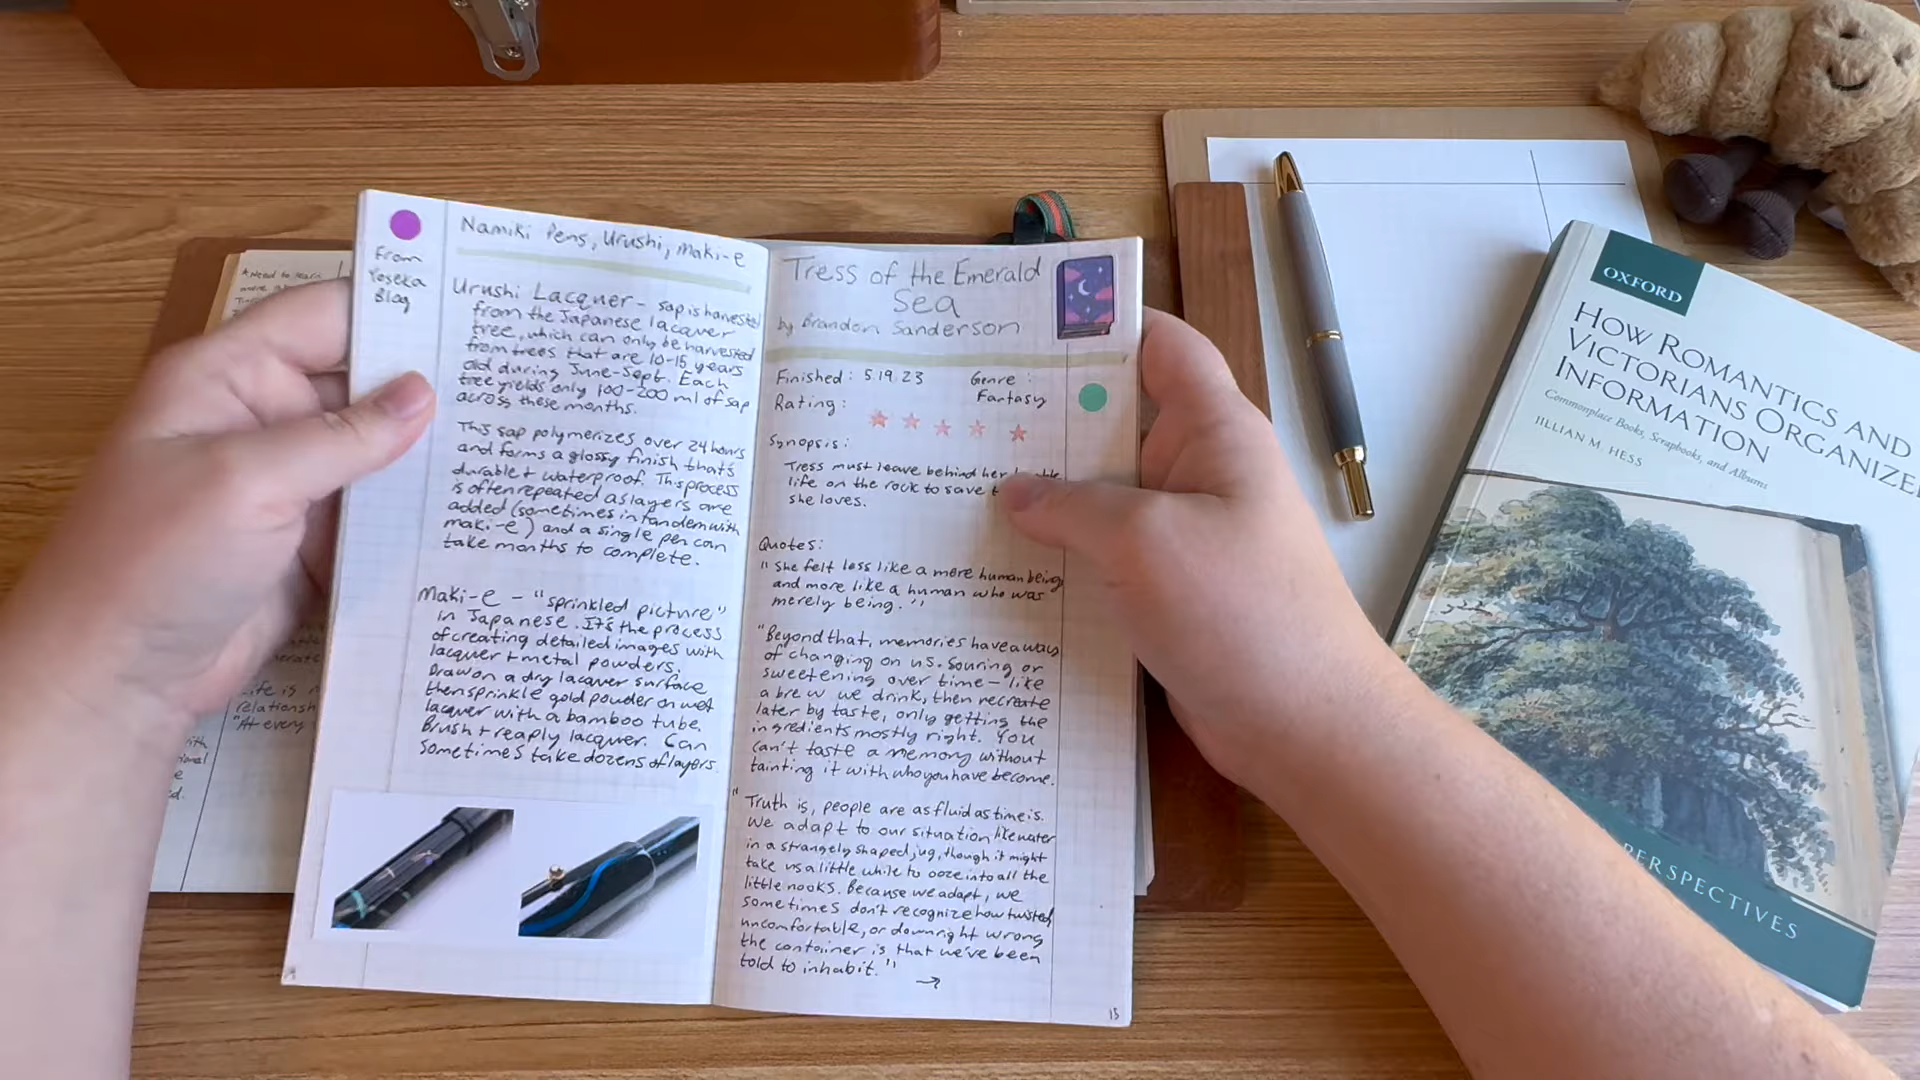 From
Yoseka
Blog
Namiki Pens, Urushi, Maki-e
Urushi Lacquer - sap is harvested
from the Japanese lacquer
tree, which can only be harvested
from trees that are 10-15 years
old during June-Sept. Each
tree yields only 100-200 ml of sap
across these months.
This sap polymerizes over 24 hours
and forms a glossy finish that's
durable + waterproof. This process
is often repeated as layers are
added (sometimes in tandem with
maki-e) and a single pen can
take months to complete.
Maki-e - "sprinkled picture"
in Japanese. It's the process
of creating detailed images with
lacquer + metal powders.
Draw on a dry lacquer surface
then sprinkle gold powder on wet
lacquer with a bamboo tube.
Brush + reaply lacquer. Can
sometimes take dozens of layers.
Tress of the Emerald
Sea
by Brandon Sanderson
Finished: 5.19.23
Genre:
Fantasy
Rating:
Synopsis:
Tress must leave behind her
life on the rock to save
she loves.
Quotes:
"She felt less like a mere human being
and more like a human who was
merely being."
"Beyond that, memories have a way
of changing on us. Souring or
sweetening over time — like
a brew we drink, then recreate
later by taste, only getting the
ingredients mostly right. You
can't taste a memory without
tainting it with who you have become.
"Truth is, people are as fluid as time is.
We adapt to our situation like water
in a strangely shaped jug, though it might
take us a little while to ooze into all the
little nooks. Because we adapt, we
sometimes don't recognize how twisted,
uncomfortable, or downright wrong
the container is that we've been
told to inhabit."
→
15
*Need to learn
Life is
relationsh
"At every
with
OXFORD
HOW ROMANTICS AND
VICTORIANS ORGANIZE
INFORMATION
Commonplace Books, Scrapbooks, and Albums
JILLIAN M. HESS
PERSPECTIVES